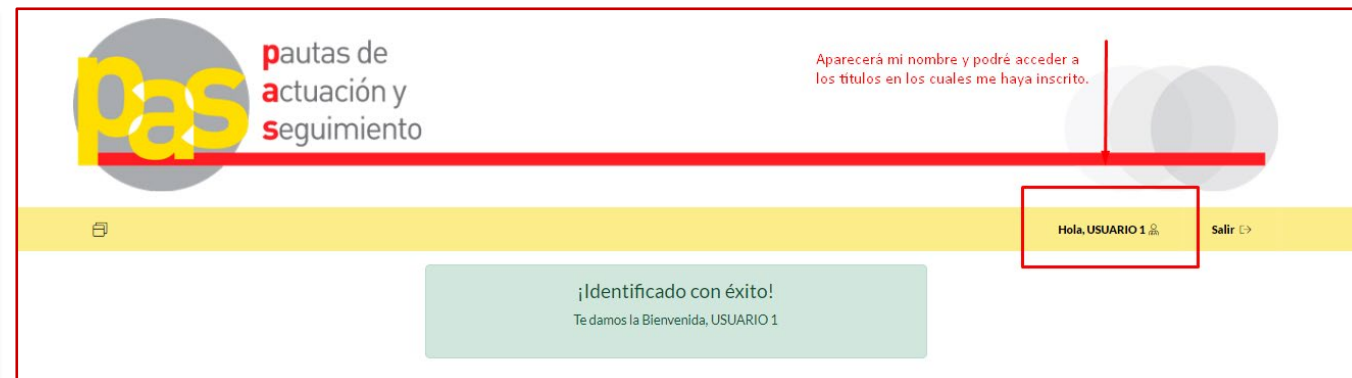 pas
pautas de
actuación y
seguimiento
Aparecerá mi nombre y podré acceder a
los títulos en los cuales me haya inscrito.
Hola, USUARIO 1
Salir
¡Identificado con éxito!
Te damos la Bienvenida, USUARIO 1